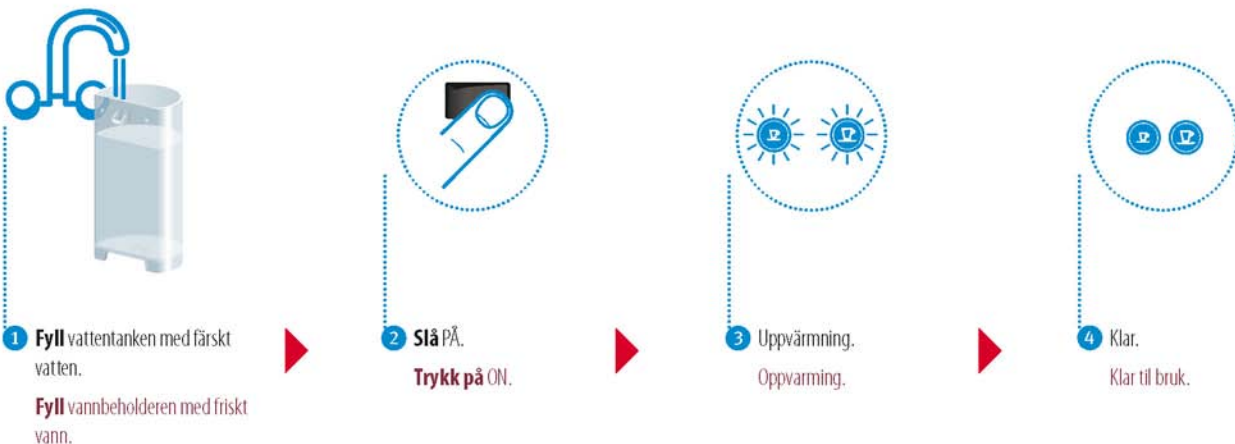 1 Fyll vattentanken med färskt
vatten.
Fyll vannbeholderen med friskt
vann.
2 Slå PÅ.
Trykk på ON.
3 Uppvärmning.
Oppvarming.
4 Klar.
Klar til bruk.